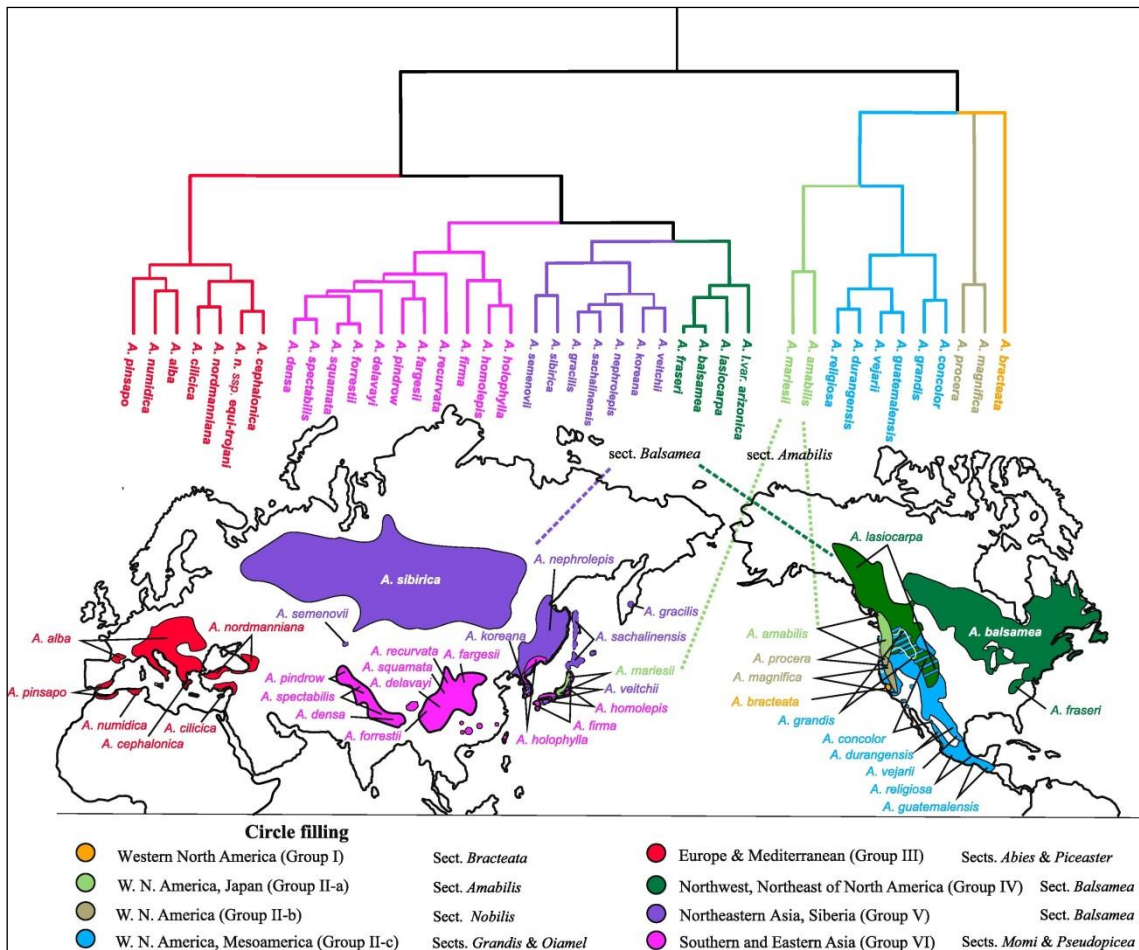 A. pinsapo
A. numidica
A. alba
A. cilicica
A. nordmanniana
A. n. ssp. equi-trojani
A. cephalonica
A. densa
A. spectabilis
A. squamata
A. forrestii
A. delavayi
A. pindrow
A. fargesii
A. recurvata
A. firma
A. homolepis
A. holophylla
A. semenovii
A. sibirica
A. gracilis
A. sachalinensis
A. nephrolepis
A. koreana
A. veitchii
A. fraseri
A. balsamea
A. lasiocarpa
A. l.var. arizonica
A. mariesii
A. amabilis
A. religiosa
A. durangensis
A. vejarii
A. guatemalensis
A. grandis
A. concolor
A. procera
A. magnifica
A. bracteata
sect. Balsamea
sect. Amabilis
A. lasiocarpa
A. nephrolepis
A. sibirica
A. semenovii
A. gracilis
A. nordmanniana
A. alba
A. koreana
A. sachalinensis
A. amabilis
A. balsamea
A. recurvata
A. fargesii
A. squamata
A. procera
A. pindrow
A. delavayi
A. mariesii
A. magnifica
A. pinsapo
A. spectabilis
A. veitchii
A. bracteata
A. homolepis
A. densa
A. numidica
A. cilicica
A. forrestii
A. firma
A. grandis
A. fraseri
A. cephalonica
A. holophylla
A. concolor
A. durangensis
A. vejarii
A. religiosa
A. guatemalensis
Circle filling
Western North America (Group I) Sect. Bracteata
W. N. America, Japan (Group II-a) Sect. Amabilis
W. N. America (Group II-b) Sect. Nobilis
W. N. America, Mesoamerica (Group II-c) Sects. Grandis & Oiamel
Europe & Mediterranean (Group III) Sects. Abies & Piceaster
Northwest, Northeast of North America (Group IV) Sect. Balsamea
Northeastern Asia, Siberia (Group V) Sect. Balsamea
Southern and Eastern Asia (Group VI) Sects. Momi & Pseudopicea